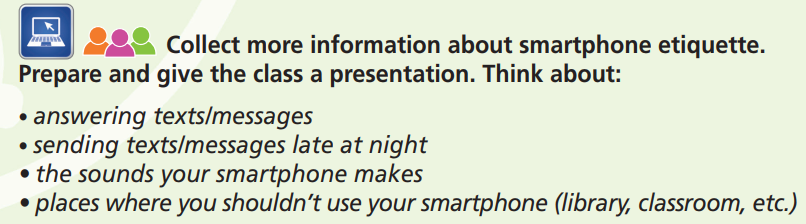 Collect more information about smartphone etiquette.
Prepare and give the class a presentation. Think about:
• answering texts/messages
• sending texts/messages late at night
• the sounds your smartphone makes
• places where you shouldn’t use your smartphone (library, classroom, etc.)